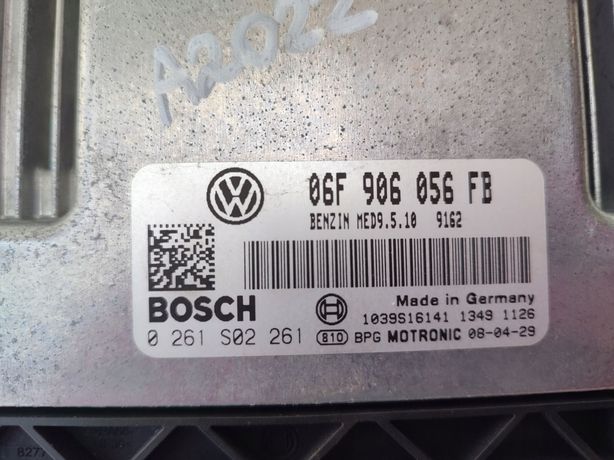 A2022
06F 906 056 FB
BENZIN MED9.5.10 9162
BOSCH
Made in Germany
1039S16141 1349 1126
0 261 S02 261 810 BPG MOTRONIC 08-04-29